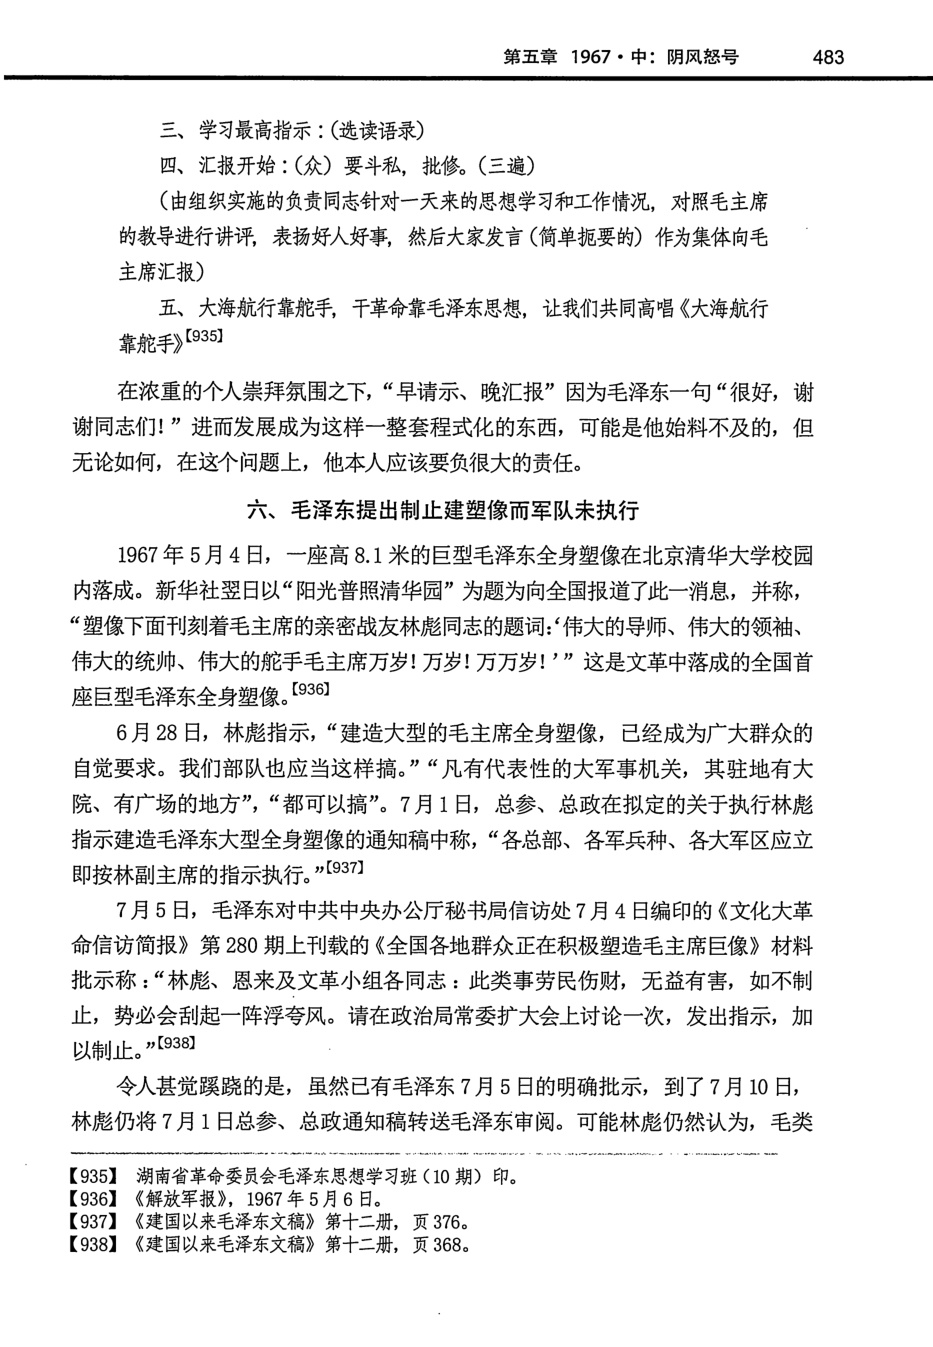 第五章 1967·中：阴风怒号 483
三、学习最高指示：(选读语录)
四、汇报开始：(众）要斗私，批修。(三遍）
（由组织实施的负责同志针对一天来的思想学习和工作情况，对照毛主席
的教导进行讲评，表扬好人好事，然后大家发言（简单扼要的）作为集体向毛
主席汇报）
五、大海航行靠舵手，干革命靠毛泽东思想，让我们共同高唱《大海航行
靠舵手》【935】
在浓重的个人崇拜氛围之下，“早请示、晚汇报”因为毛泽东一句“很好，谢
谢同志们！”进而发展成为这样一整套程式化的东西，可能是他始料不及的，但
无论如何，在这个问题上，他本人应该要负很大的责任。
六、毛泽东提出制止建塑像而军队未执行
1967年5月4日，一座高8.1米的巨型毛泽东全身塑像在北京清华大学校园
内落成。新华社翌日以“阳光普照清华园”为题为向全国报道了此一消息，并称，
“塑像下面刊刻着毛主席的亲密战友林彪同志的题词：‘伟大的导师、伟大的领袖、
伟大的统帅、伟大的舵手毛主席万岁！万岁！万万岁！’”这是文革中落成的全国首
座巨型毛泽东全身塑像。【936】
6月28日，林彪指示，“建造大型的毛主席全身塑像，已经成为广大群众的
自觉要求。我们部队也应当这样搞。”“凡有代表性的大军事机关，其驻地有大
院、有广场的地方”，“都可以搞”。7月1日，总参、总政在拟定的关于执行林彪
指示建造毛泽东大型全身塑像的通知稿中称，“各总部、各军兵种、各大军区应立
即按林副主席的指示执行。”【937】
7月5日，毛泽东对中共中央办公厅秘书局信访处7月4日编印的《文化大革
命信访简报》第280期上刊载的《全国各地群众正在积极塑造毛主席巨像》材料
批示称：“林彪、恩来及文革小组各同志：此类事劳民伤财，无益有害，如不制
止，势必会刮起一阵浮夸风。请在政治局常委扩大会上讨论一次，发出指示，加
以制止。”【938】
令人甚觉蹊跷的是，虽然已有毛泽东7月5日的明确批示，到了7月10日，
林彪仍将7月1日总参、总政通知稿转送毛泽东审阅。可能林彪仍然认为，毛类
【935】 湖南省革命委员会毛泽东思想学习班（10期）印。
【936】《解放军报》，1967年5月6日。
【937】《建国以来毛泽东文稿》第十二册，页376。
【938】《建国以来毛泽东文稿》第十二册，页368。